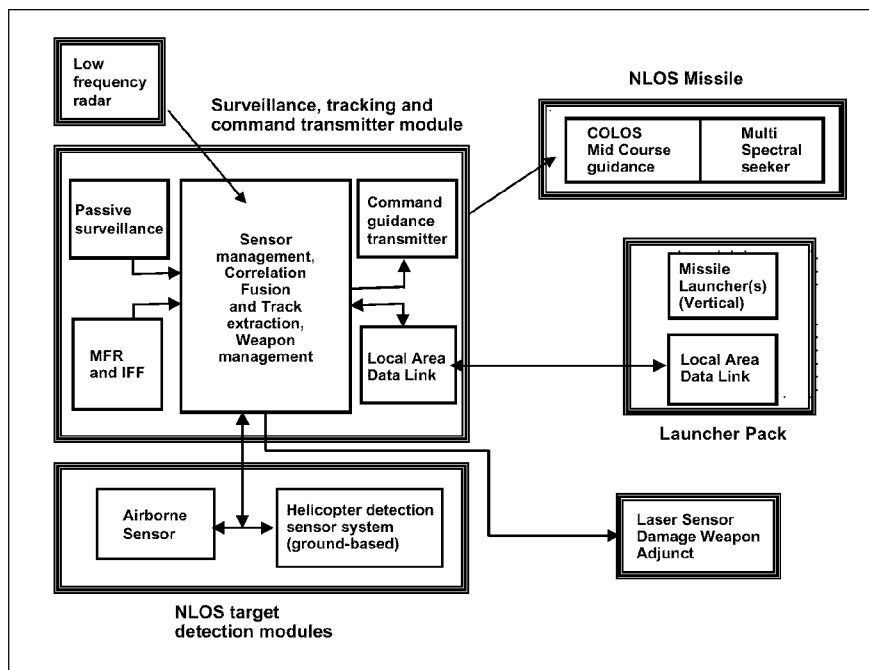 Low
frequency
radar
Surveillance, tracking and
command transmitter module
NLOS Missile
COLOS
Mid Course
guidance
Multi
Spectral
seeker
Passive
surveillance
MFR
and IFF
Sensor
management,
Correlation
Fusion
and Track
extraction,
Weapon
management
Command
guidance
transmitter
Local Area
Data Link
Missile
Launcher(s)
(Vertical)
Local Area
Data Link
Launcher Pack
Airborne
Sensor
Helicopter detection
sensor system
(ground-based)
NLOS target
detection modules
Laser Sensor
Damage Weapon
Adjunct